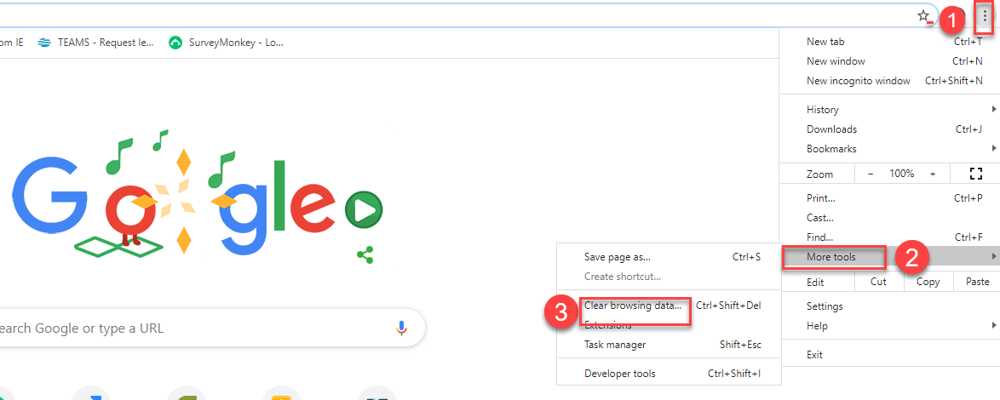 1
om IE
TEAMS - Request le...
SurveyMonkey - Lo...
New tab Ctrl+T
New window Ctrl+N
New incognito window Ctrl+Shift+N
History
Downloads Ctrl+J
Bookmarks
Zoom - 100% +
Print... Ctrl+P
Cast...
Find... Ctrl+F
More tools
2
Edit Cut Copy Paste
Settings
Help
Exit
Save page as... Ctrl+S
Create shortcut...
3
Clear browsing data... Ctrl+Shift+Del
Extensions
Task manager Shift+Esc
Developer tools Ctrl+Shift+I
Google
earch Google or type a URL